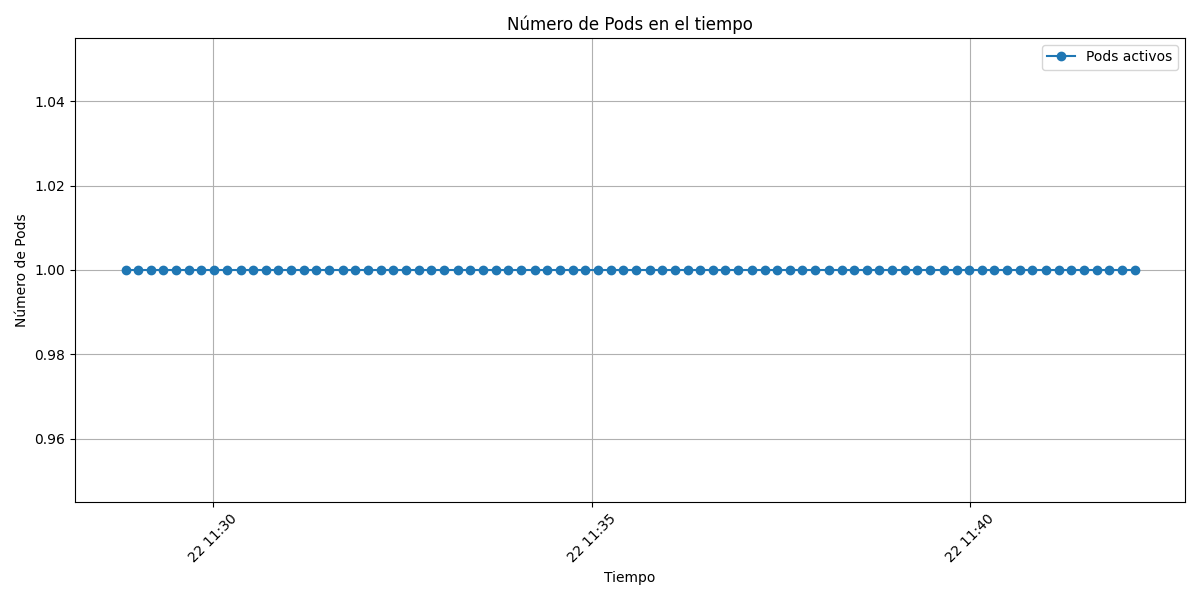 Número de Pods en el tiempo
Pods activos
Número de Pods
1.04
1.02
1.00
0.98
0.96
22 11:30
22 11:35
22 11:40
Tiempo